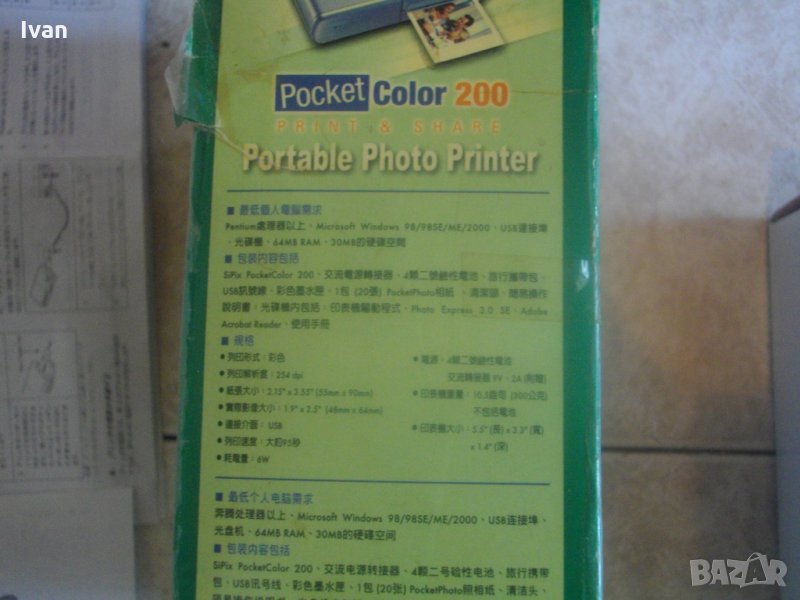 Ivan
Pocket Color 200
PRINT & SHARE
Portable Photo Printer
■ 最低個人電腦需求
Pentium處理器以上、Microsoft Windows 98/98SE/ME/2000、USB連接埠
、光碟機、64MB RAM、30MB的硬碟空間
■ 包裝內容包括
SiPix PocketColor 200、交流電源轉接器、4顆二號鹼性電池、旅行攜帶包、
USB訊號線、彩色墨水匣、1包 (20張) PocketPhoto相紙、清潔頭、簡易操作
說明書、光碟機內包括、印表機驅動程式、Photo Express 3.0 SE、Adobe
Acrobat Reader、使用手冊
■ 規格
● 列印形式：彩色
● 列印解析度：254 dpi
● 紙張大小：2.15" x 3.55" (55mm x 90mm)
● 實際影像大小：1.9" x 2.5" (48mm x 64mm)
● 連接介面：USB
● 列印速度：大約95秒
● 耗電量：6W
● 電源：4顆二號鹼性電池
交流轉接器 9V、2A (附贈)
● 印表機重量：10.5盎司 (300公克)
不包括電池
● 印表機大小：5.5" (長) x 3.3" (寬)
x 1.4" (深)
■ 最低个人电脑需求
奔腾处理器以上、Microsoft Windows 98/98SE/ME/2000、USB连接埠、
光盘机、64MB RAM、30MB的硬碟空间
■ 包装内容包括
SiPix PocketColor 200、交流电源转接器、4颗二号硷性电池、旅行携带
包、USB讯号线、彩色墨水匣、1包 (20张) PocketPhoto照相纸、清洁头、
bazar.bg